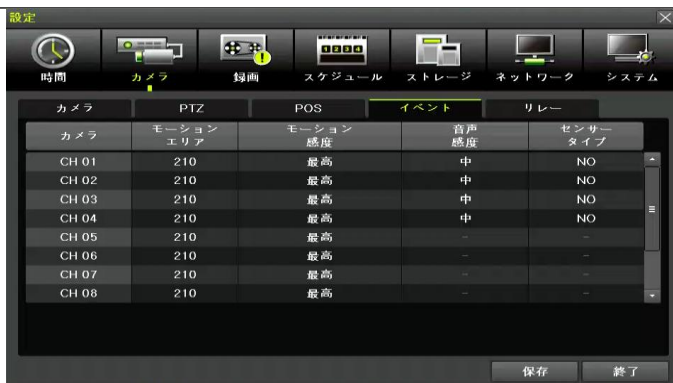 設定
時間 カメラ 録画 スケジュール ストレージ ネットワーク システム
カメラ PTZ POS イベント リレー
カメラ モーション エリア モーション 感度 音声 感度 センサー タイプ
CH 01 210 最高 中 NO
CH 02 210 最高 中 NO
CH 03 210 最高 中 NO
CH 04 210 最高 中 NO
CH 05 210 最高 – –
CH 06 210 最高 – –
CH 07 210 最高 – –
CH 08 210 最高 – –
保存 終了